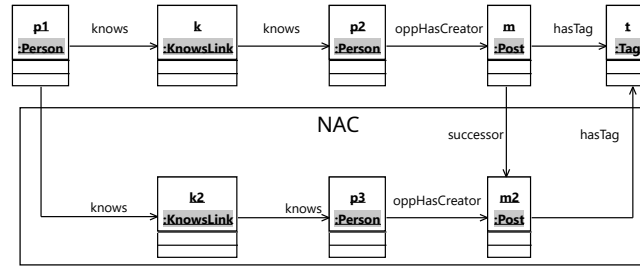 p1
:Person
knows
k
:KnowsLink
knows
p2
:Person
oppHasCreator
m
:Post
hasTag
t
:Tag
NAC
successor
hasTag
knows
k2
:KnowsLink
knows
p3
:Person
oppHasCreator
m2
:Post